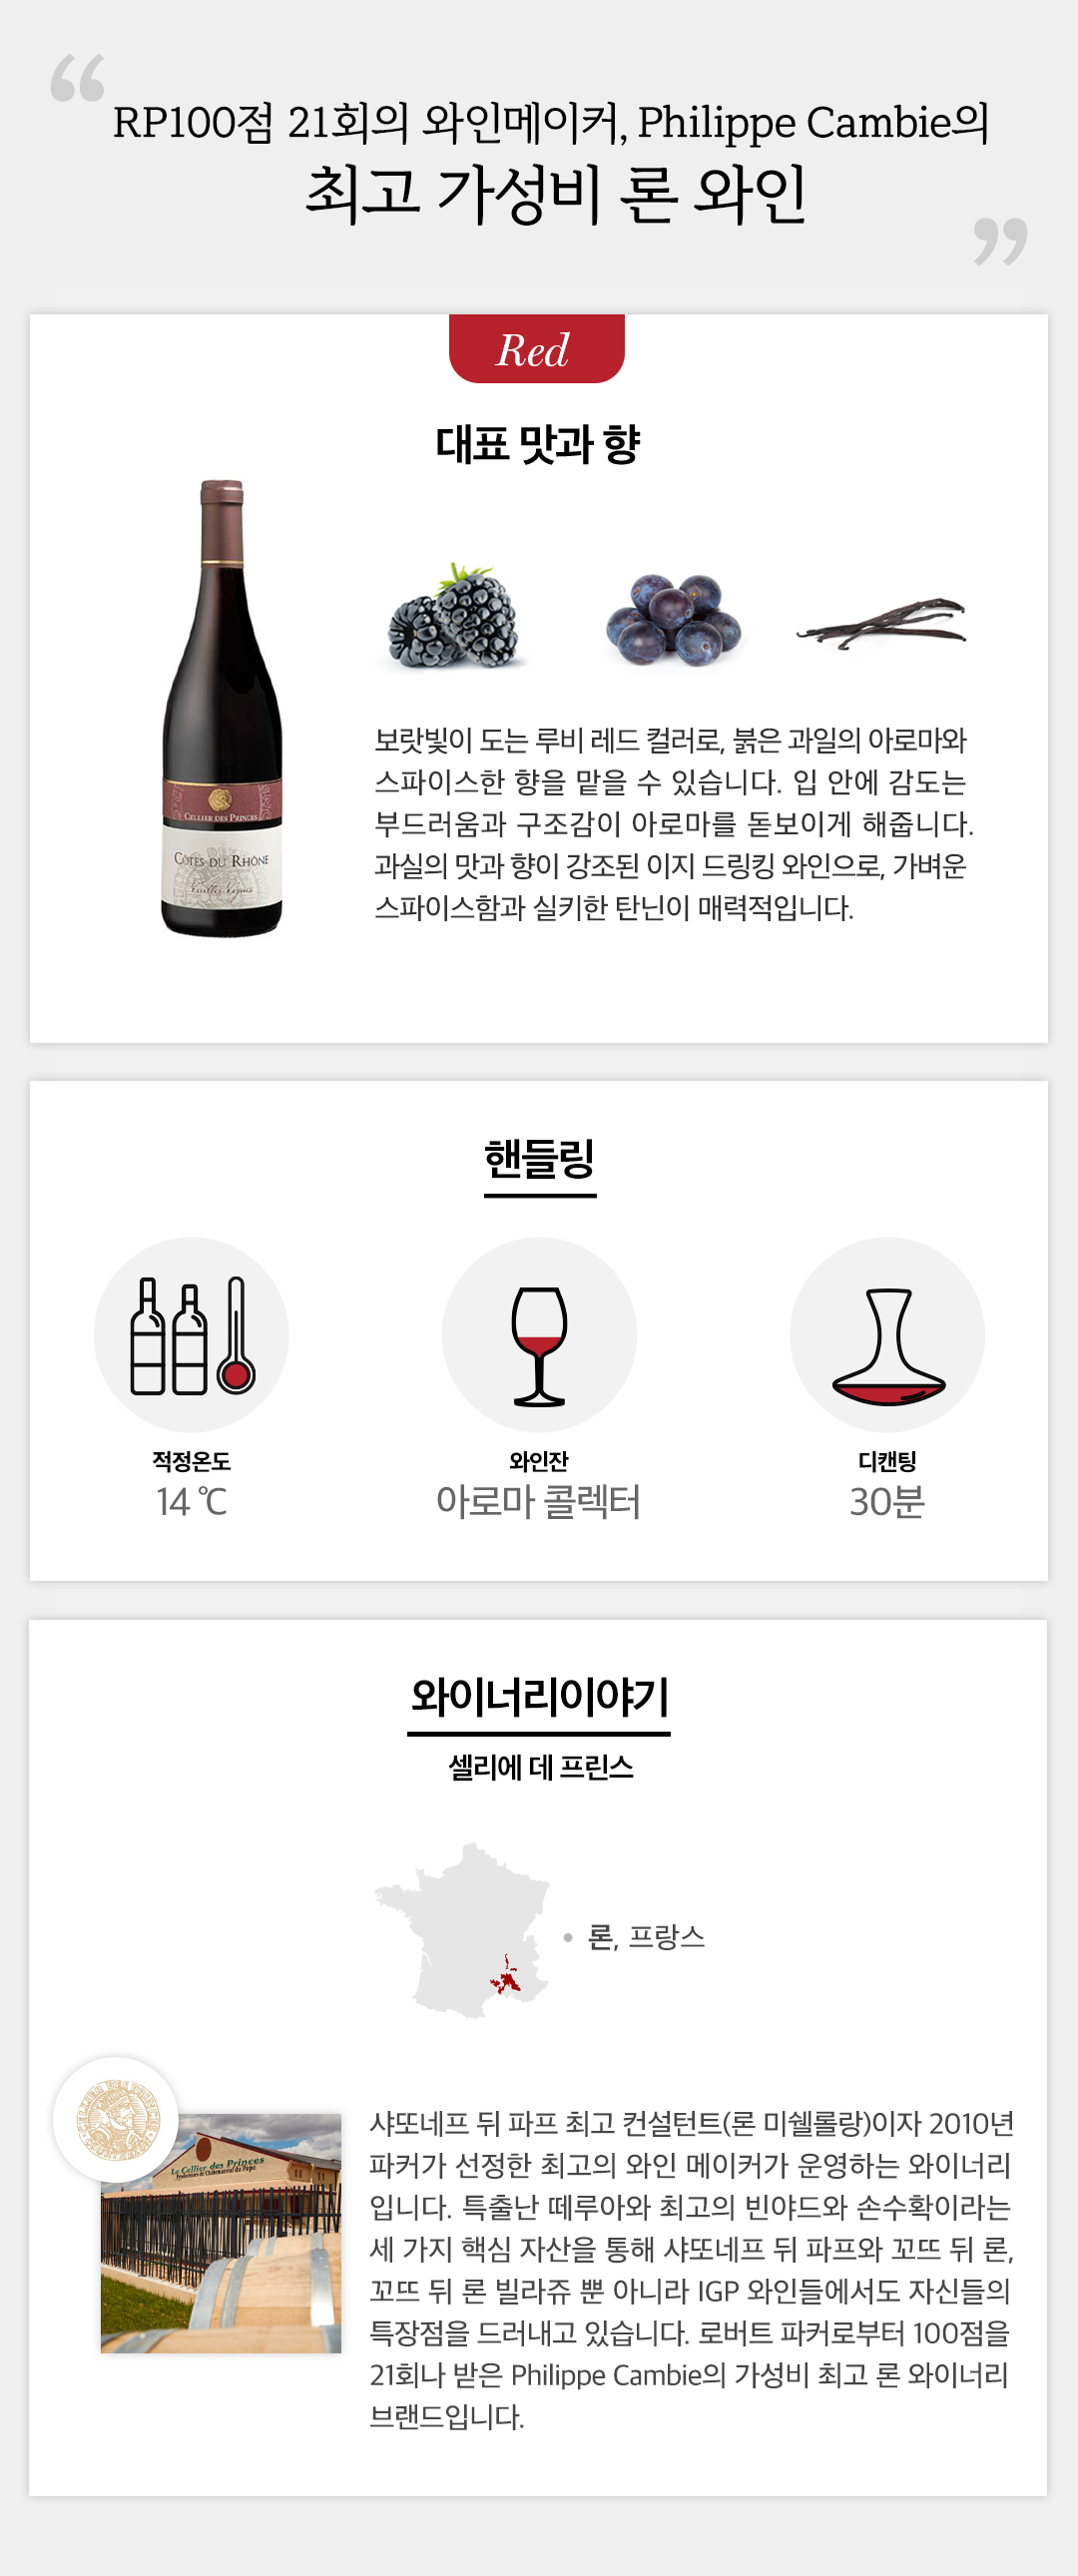 “
RP100점 21회의 와인메이커, Philippe Cambie의
최고 가성비 론 와인
”
Red
대표 맛과 향
CELLIER DES PRINCES
CÔTES DU RHÔNE
Vieilles Vignes
보랏빛이 도는 루비 레드 컬러로, 붉은 과일의 아로마와
스파이스한 향을 맡을 수 있습니다. 입 안에 감도는
부드러움과 구조감이 아로마를 돋보이게 해줍니다.
과실의 맛과 향이 강조된 이지 드링킹 와인으로, 가벼운
스파이스함과 실키한 탄닌이 매력적입니다.
핸들링
적정온도
14 ℃
와인잔
아로마 콜렉터
디캔팅
30분
와이너리이야기
셀리에 데 프린스
• 론, 프랑스
CELLIER DES PRINCES
Le Cellier des Princes
Producteurs de Châteauneuf du Pape
샤또네프 뒤 파프 최고 컨설턴트(론 미쉘롤랑)이자 2010년
파커가 선정한 최고의 와인 메이커가 운영하는 와이너리
입니다. 특출난 떼루아와 최고의 빈야드와 손수확이라는
세 가지 핵심 자산을 통해 샤또네프 뒤 파프와 꼬뜨 뒤 론,
꼬뜨 뒤 론 빌라쥬 뿐 아니라 IGP 와인들에서도 자신들의
특장점을 드러내고 있습니다. 로버트 파커로부터 100점을
21회나 받은 Philippe Cambie의 가성비 최고 론 와이너리
브랜드입니다.